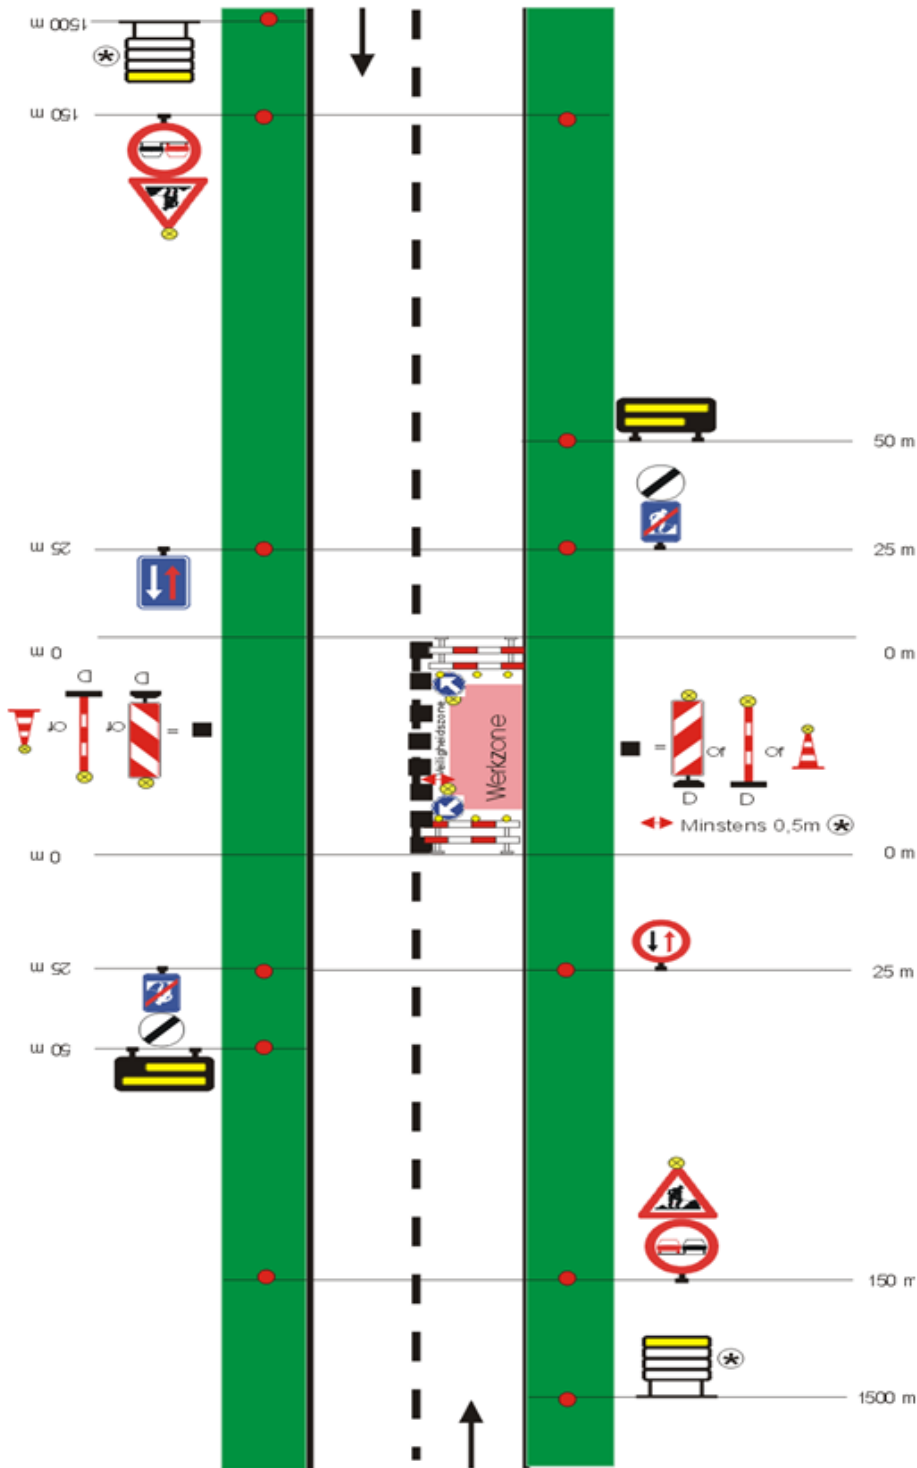 1500 m
*
150 m
50 m
25 m
25 m
0 m
0 m
D
D
Of
Of
=
Veiligheidszone
Werkzone
=
Of
Of
D
D
Minstens 0,5m *
0 m
0 m
25 m
25 m
50 m
150 m
*
1500 m